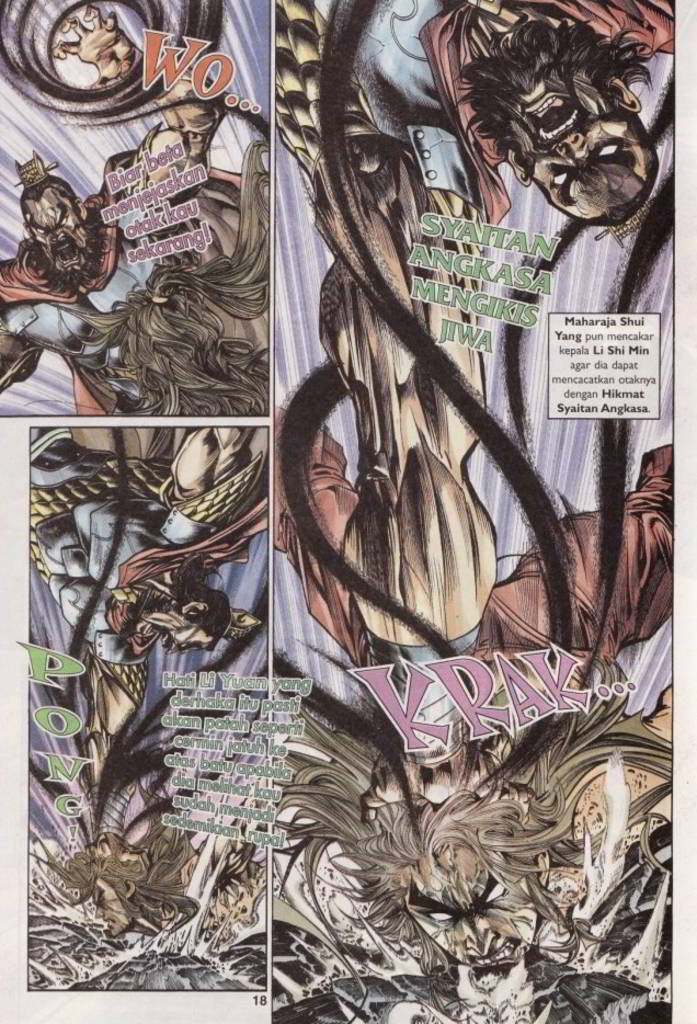 WO...
Biar beta
menjejaskan
otak kau
sekarang!
SYAITAN
ANGKASA
MENGIKIS
JIWA
Maharaja Shui
Yang pun mencakar
kepala Li Shi Min
agar dia dapat
mencacatkan otaknya
dengan Hikmat
Syaitan Angkasa.
PONG!
Hati Li Yuan yang
derhaka itu pasti
akan patah seperti
cermin jatuh ke
atas batu apabila
dia melihat kau
sudah menjadi
sedemikian rupa!
KRAK...
18